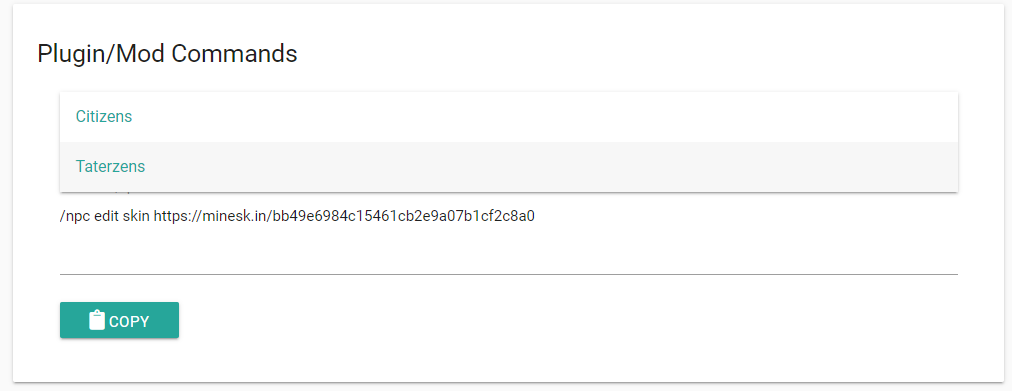 Plugin/Mod Commands
Citizens
Taterzens
/npc edit skin https://minesk.in/bb49e6984c15461cb2e9a07b1cf2c8a0
COPY